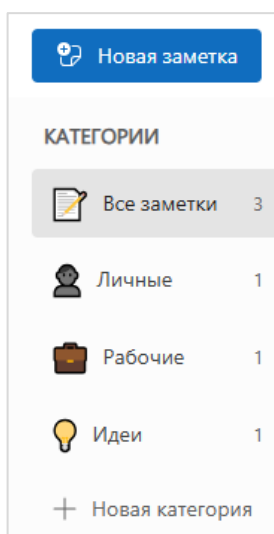 Новая заметка
КАТЕГОРИИ
Все заметки 3
Личные 1
Рабочие 1
Идеи 1
Новая категория